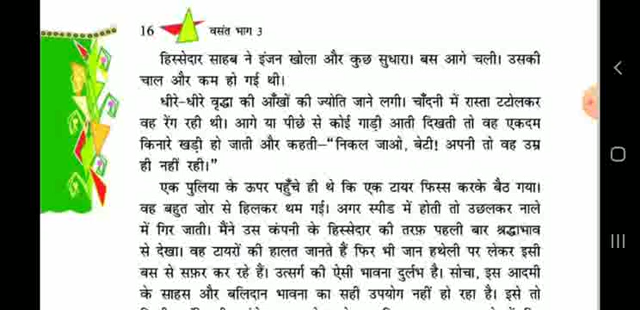 16 वसंत भाग 3
हिस्सेदार साहब ने इंजन खोला और कुछ सुधारा। बस आगे चली। उसकी
चाल और कम हो गई थी।
धीरे-धीरे वृद्धा की आँखों की ज्योति जाने लगी। चाँदनी में रास्ता टटोलकर
वह रेंग रही थी। आगे या पीछे से कोई गाड़ी आती दिखती तो वह एकदम
किनारे खड़ी हो जाती और कहती–“निकल जाओ, बेटी! अपनी तो वह उम्र
ही नहीं रही।”
एक पुलिया के ऊपर पहुँचे ही थे कि एक टायर फिस्स करके बैठ गया।
वह बहुत ज़ोर से हिलकर थम गई। अगर स्पीड में होती तो उछलकर नाले
में गिर जाती। मैंने उस कंपनी के हिस्सेदार की तरफ़ पहली बार श्रद्धाभाव
से देखा। वह टायरों की हालत जानते हैं फिर भी जान हथेली पर लेकर इसी
बस से सफ़र कर रहे हैं। उत्सर्ग की ऐसी भावना दुर्लभ है। सोचा, इस आदमी
के साहस और बलिदान भावना का सही उपयोग नहीं हो रहा है। इसे तो